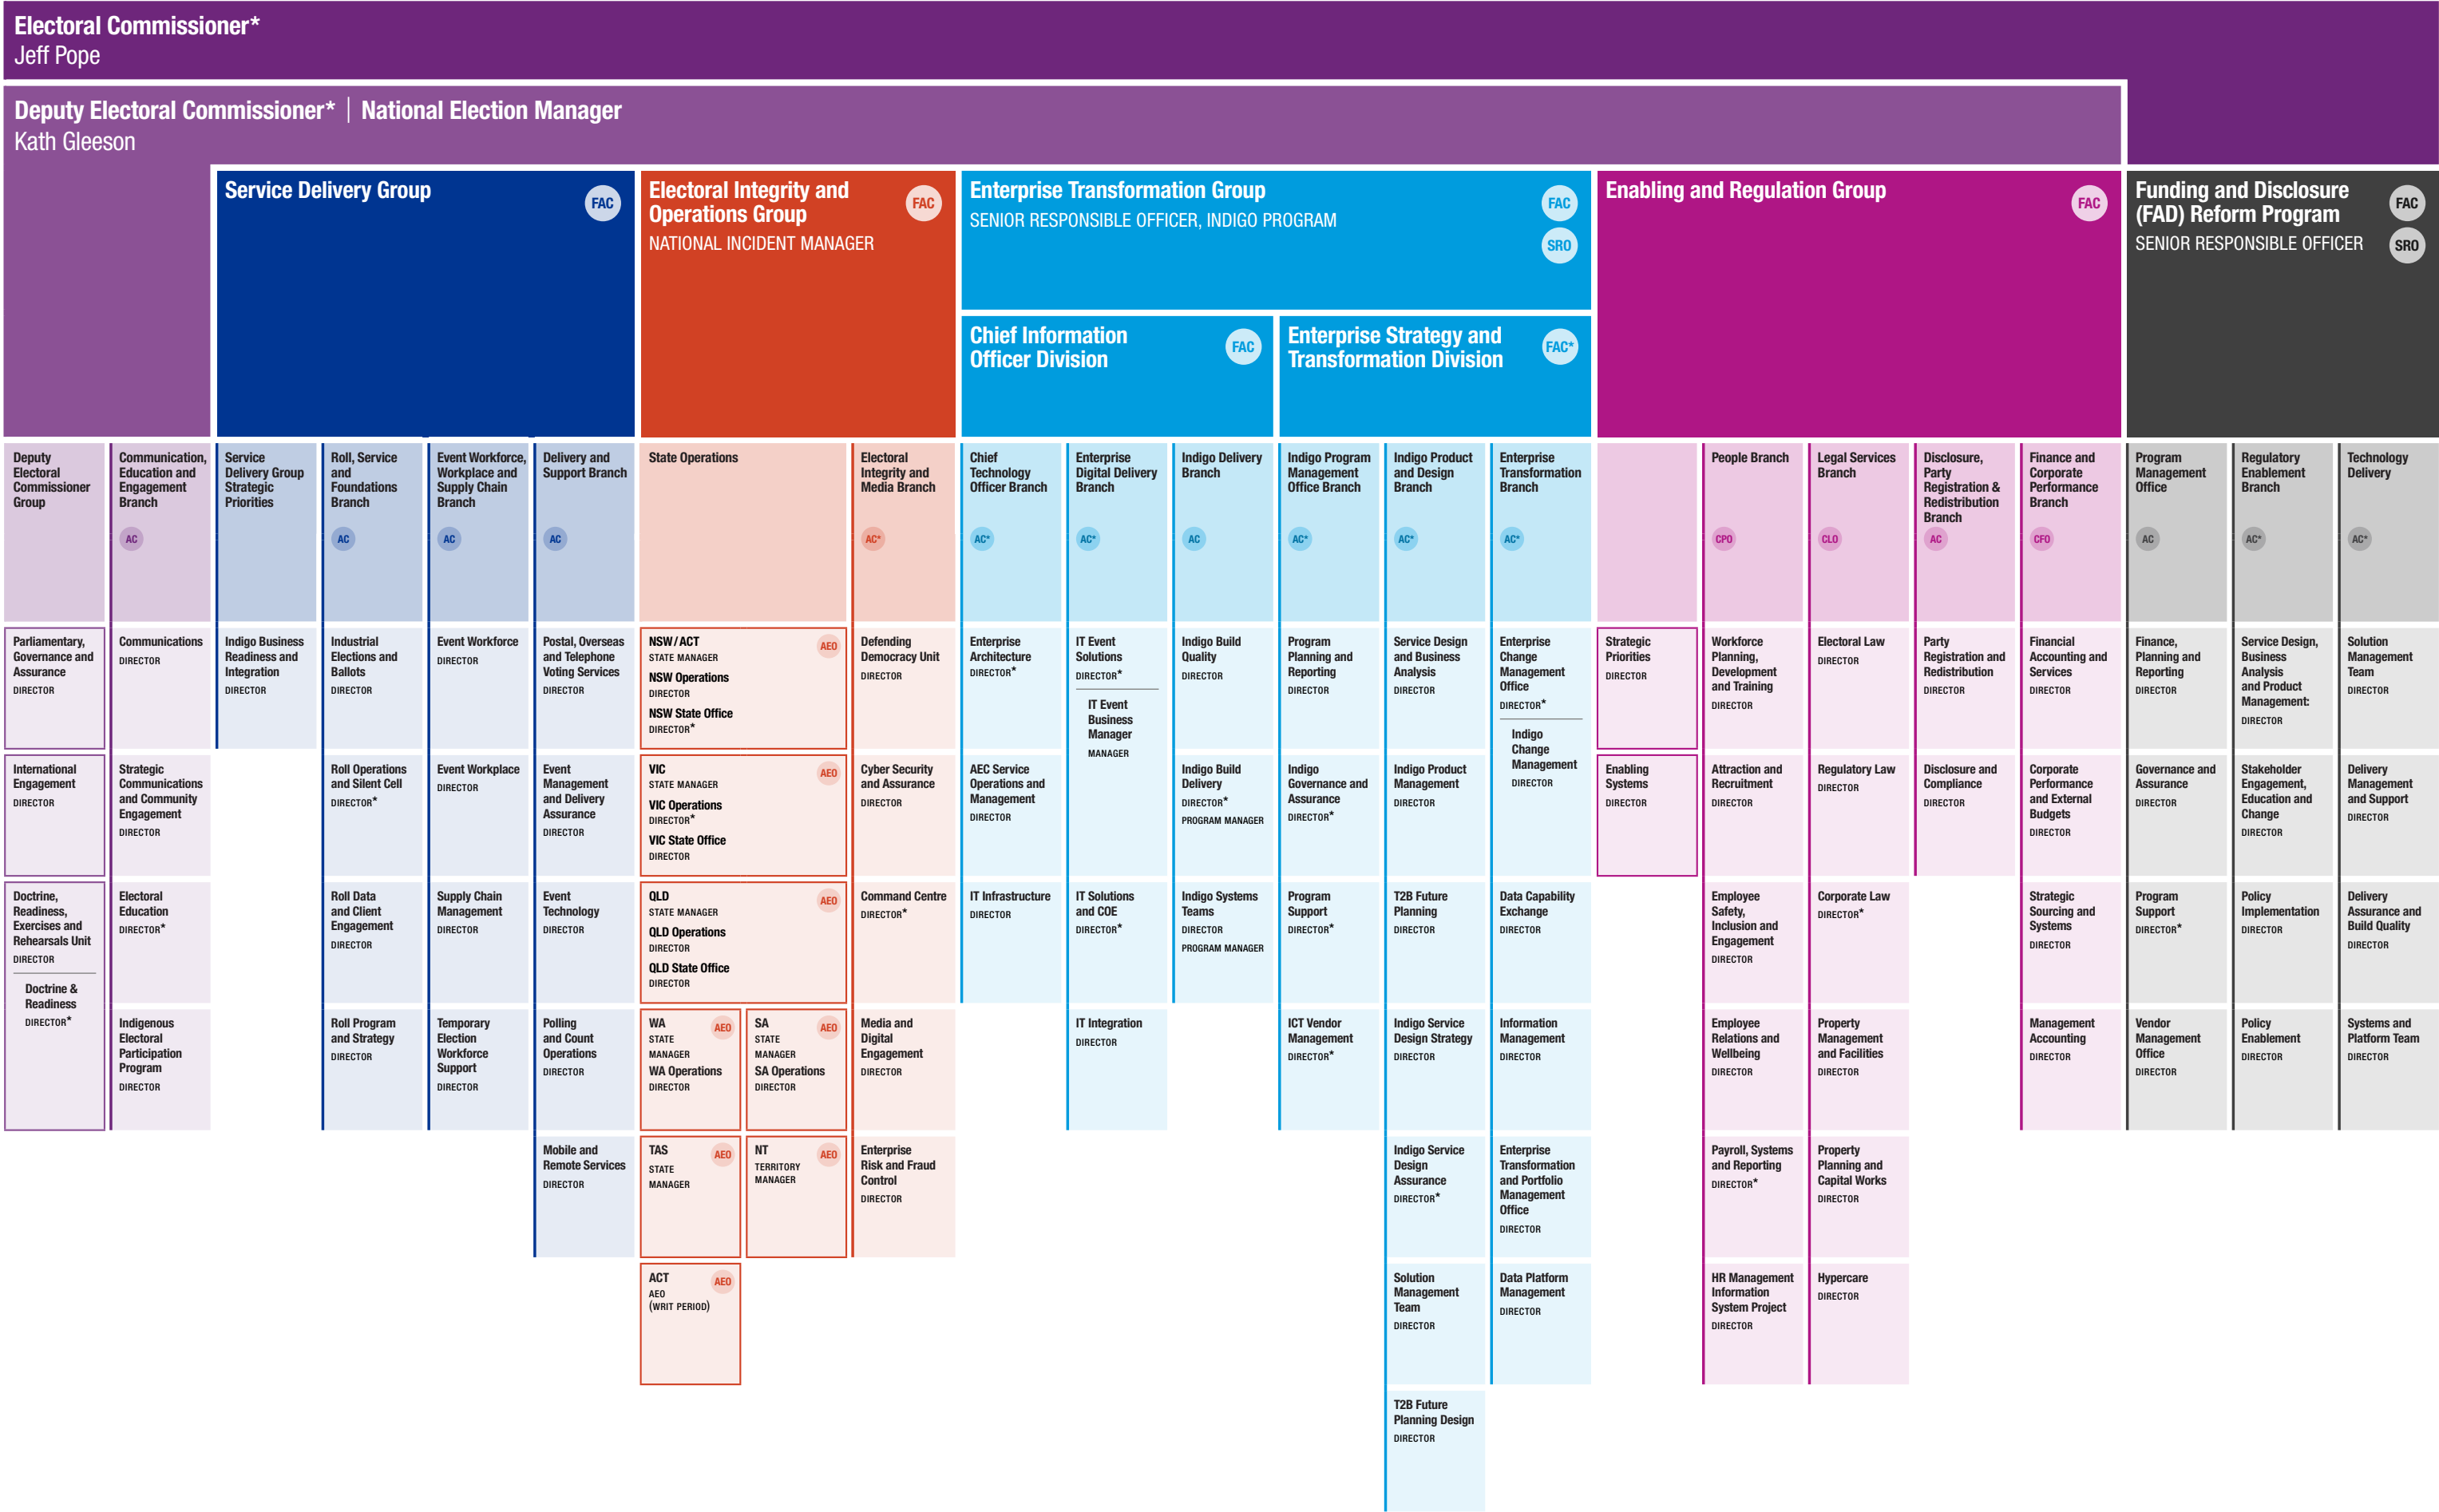 Electoral Commissioner*
Jeff Pope
Deputy Electoral Commissioner* | National Election Manager
Kath Gleeson
Service Delivery Group
FAC
Electoral Integrity and
Operations Group
NATIONAL INCIDENT MANAGER
FAC
Enterprise Transformation Group
SENIOR RESPONSIBLE OFFICER, INDIGO PROGRAM
FAC
SRO
Chief Information
Officer Division
FAC
Enterprise Strategy and
Transformation Division
FAC*
Enabling and Regulation Group
FAC
Funding and Disclosure
(FAD) Reform Program
SENIOR RESPONSIBLE OFFICER
FAC
SRO
Deputy
Electoral
Commissioner
Group
Parliamentary,
Governance and
Assurance
DIRECTOR
International
Engagement
DIRECTOR
Doctrine,
Readiness,
Exercises and
Rehearsals Unit
DIRECTOR
Doctrine &
Readiness
DIRECTOR*
Communication,
Education and
Engagement
Branch
AC
Communications
DIRECTOR
Strategic
Communications
and Community
Engagement
DIRECTOR
Electoral
Education
DIRECTOR*
Indigenous
Electoral
Participation
Program
DIRECTOR
Service
Delivery Group
Strategic
Priorities
Indigo Business
Readiness and
Integration
DIRECTOR
Roll, Service
and
Foundations
Branch
AC
Industrial
Elections and
Ballots
DIRECTOR
Roll Operations
and Silent Cell
DIRECTOR*
Roll Data
and Client
Engagement
DIRECTOR
Roll Program
and Strategy
DIRECTOR
Event Workforce,
Workplace and
Supply Chain
Branch
AC
Event Workforce
DIRECTOR
Event Workplace
DIRECTOR
Supply Chain
Management
DIRECTOR
Temporary
Election
Workforce
Support
DIRECTOR
Delivery and
Support Branch
AC
Postal, Overseas
and Telephone
Voting Services
DIRECTOR
Event
Management
and Delivery
Assurance
DIRECTOR
Event
Technology
DIRECTOR
Polling
and Count
Operations
DIRECTOR
Mobile and
Remote Services
DIRECTOR
State Operations
NSW/ACT
AEO
STATE MANAGER
NSW Operations
DIRECTOR
NSW State Office
DIRECTOR*
VIC
AEO
STATE MANAGER
VIC Operations
DIRECTOR*
VIC State Office
DIRECTOR
QLD
AEO
STATE MANAGER
QLD Operations
DIRECTOR
QLD State Office
DIRECTOR
WA
AEO
STATE
MANAGER
WA Operations
DIRECTOR
SA
AEO
STATE
MANAGER
SA Operations
DIRECTOR
TAS
AEO
STATE
MANAGER
NT
AEO
TERRITORY
MANAGER
ACT
AEO
AEO
(WRIT PERIOD)
Electoral
Integrity and
Media Branch
AC*
Defending
Democracy Unit
DIRECTOR
Cyber Security
and Assurance
DIRECTOR
Command Centre
DIRECTOR*
Media and
Digital
Engagement
DIRECTOR
Enterprise
Risk and Fraud
Control
DIRECTOR
Chief
Technology
Officer Branch
AC*
Enterprise
Architecture
DIRECTOR*
AEC Service
Operations and
Management
DIRECTOR
IT Infrastructure
DIRECTOR
Enterprise
Digital Delivery
Branch
AC*
IT Event
Solutions
DIRECTOR*
IT Event
Business
Manager
MANAGER
IT Solutions
and COE
DIRECTOR*
IT Integration
DIRECTOR
Indigo Delivery
Branch
AC
Indigo Build
Quality
DIRECTOR
Indigo Build
Delivery
DIRECTOR*
PROGRAM MANAGER
Indigo Systems
Teams
DIRECTOR
PROGRAM MANAGER
Indigo Program
Management
Office Branch
AC*
Program
Planning and
Reporting
DIRECTOR
Indigo
Governance and
Assurance
DIRECTOR*
Program
Support
DIRECTOR*
ICT Vendor
Management
DIRECTOR*
Indigo Product
and Design
Branch
AC*
Service Design
and Business
Analysis
DIRECTOR
Indigo Product
Management
DIRECTOR
T2B Future
Planning
DIRECTOR
Indigo Service
Design Strategy
DIRECTOR
Indigo Service
Design
Assurance
DIRECTOR*
Solution
Management
Team
DIRECTOR
T2B Future
Planning Design
DIRECTOR
Enterprise
Transformation
Branch
AC*
Enterprise
Change
Management
Office
DIRECTOR*
Indigo
Change
Management
DIRECTOR
Data Capability
Exchange
DIRECTOR
Information
Management
DIRECTOR
Enterprise
Transformation
and Portfolio
Management
Office
DIRECTOR
Data Platform
Management
DIRECTOR
Strategic
Priorities
DIRECTOR
Enabling
Systems
DIRECTOR
People Branch
CPO
Workforce
Planning,
Development
and Training
DIRECTOR
Attraction and
Recruitment
DIRECTOR
Employee
Safety,
Inclusion and
Engagement
DIRECTOR
Employee
Relations and
Wellbeing
DIRECTOR
Payroll, Systems
and Reporting
DIRECTOR*
HR Management
Information
System Project
DIRECTOR
Legal Services
Branch
CLO
Electoral Law
DIRECTOR
Regulatory Law
DIRECTOR
Corporate Law
DIRECTOR*
Property
Management
and Facilities
DIRECTOR
Property
Planning and
Capital Works
DIRECTOR
Hypercare
DIRECTOR
Disclosure,
Party
Registration &
Redistribution
Branch
AC
Party
Registration and
Redistribution
DIRECTOR
Disclosure and
Compliance
DIRECTOR
Finance and
Corporate
Performance
Branch
CFO
Financial
Accounting and
Services
DIRECTOR
Corporate
Performance
and External
Budgets
DIRECTOR
Strategic
Sourcing and
Systems
DIRECTOR
Management
Accounting
DIRECTOR
Program
Management
Office
AC
Finance,
Planning and
Reporting
DIRECTOR
Governance and
Assurance
DIRECTOR
Program
Support
DIRECTOR*
Vendor
Management
Office
DIRECTOR
Regulatory
Enablement
Branch
AC*
Service Design,
Business
Analysis
and Product
Management:
DIRECTOR
Stakeholder
Engagement,
Education and
Change
DIRECTOR
Policy
Implementation
DIRECTOR
Policy
Enablement
DIRECTOR
Technology
Delivery
AC*
Solution
Management
Team
DIRECTOR
Delivery
Management
and Support
DIRECTOR
Delivery
Assurance and
Build Quality
DIRECTOR
Systems and
Platform Team
DIRECTOR